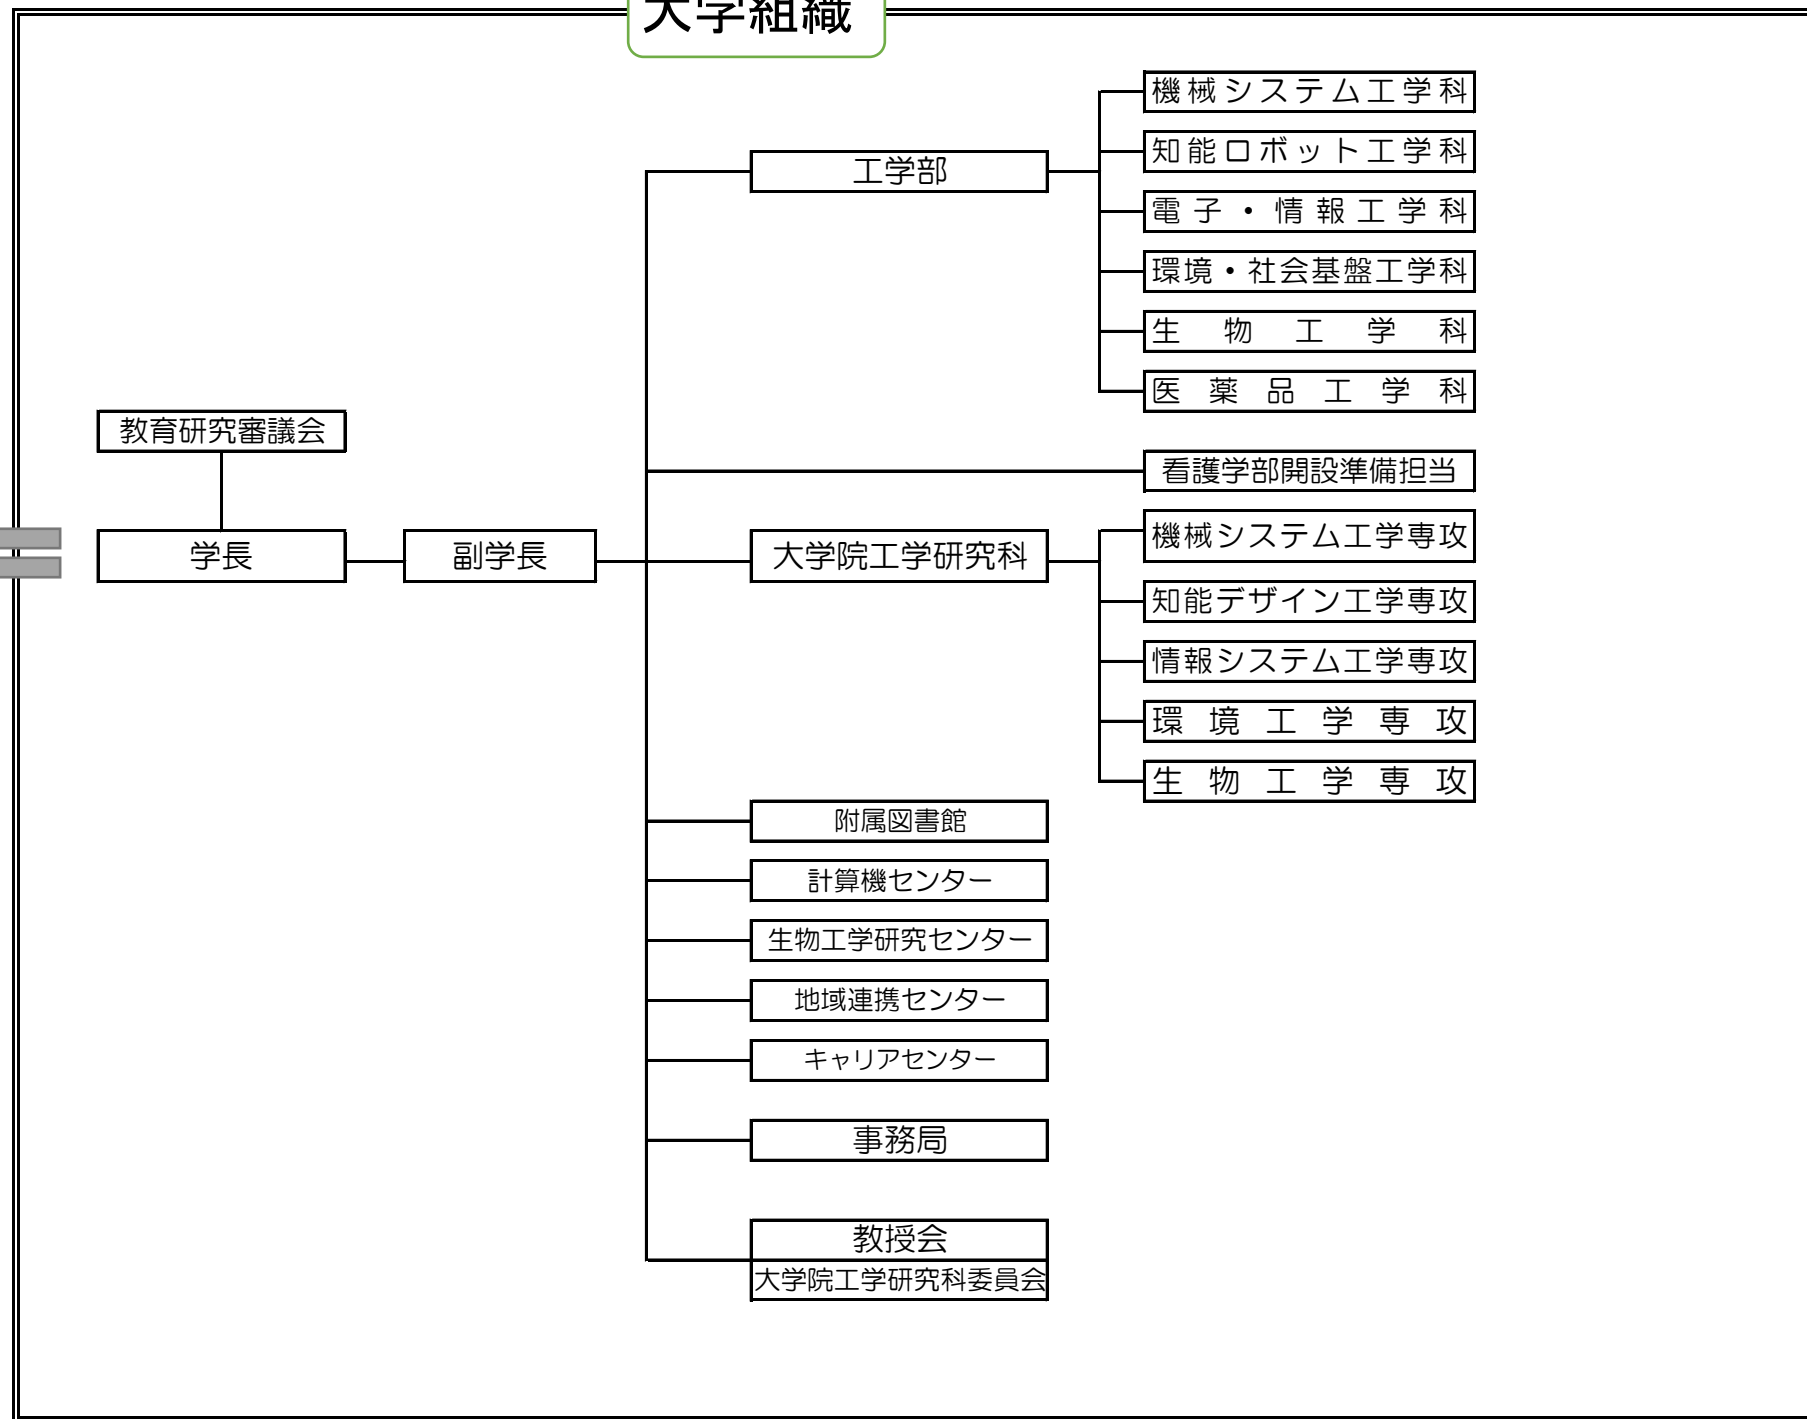 大学組織
機械システム工学科
知能ロボット工学科
工学部
電子・情報工学科
環境・社会基盤工学科
生物工学科
医薬品工学科
教育研究審議会
看護学部開設準備担当
学長
副学長
大学院工学研究科
機械システム工学専攻
知能デザイン工学専攻
情報システム工学専攻
環境工学専攻
生物工学専攻
附属図書館
計算機センター
生物工学研究センター
地域連携センター
キャリアセンター
事務局
教授会
大学院工学研究科委員会